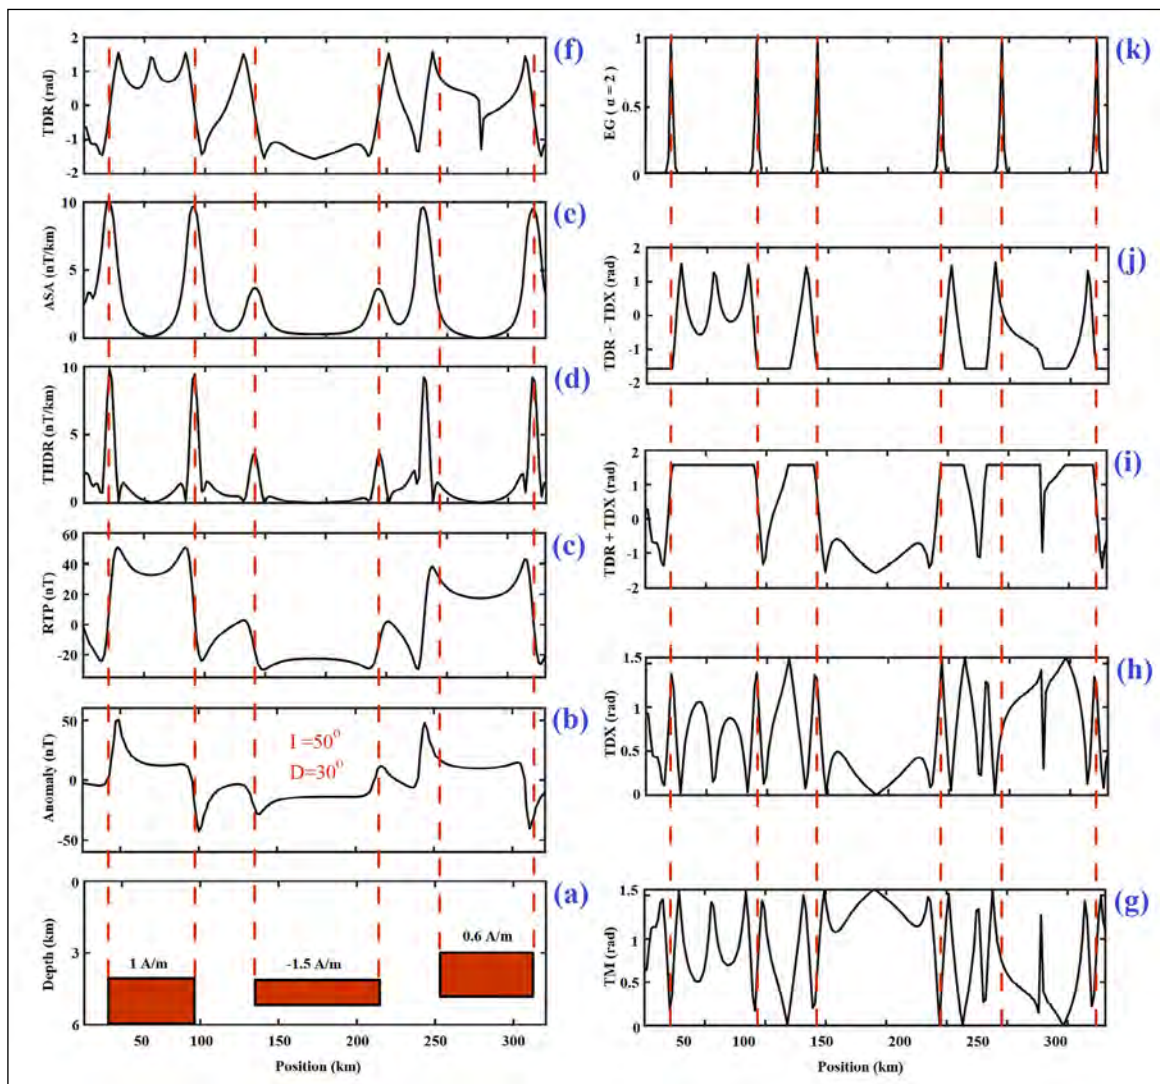 2
1
0
-1
-2
TDR (rad)
(f)
10
5
0
ASA (nT/km)
(e)
10
5
0
THDR (nT/km)
(d)
60
40
20
0
-20
RTP (nT)
(c)
50
0
-50
Anomaly (nT)
I =50°
D=30°
(b)
0
3
6
Depth (km)
1 A/m
-1.5 A/m
0.6 A/m
(a)
50 100 150 200 250 300
Position (km)
1
0.5
0
EG ( α = 2 )
(k)
2
1
0
-1
-2
TDR - TDX (rad)
(j)
2
1
0
-1
-2
TDR + TDX (rad)
(i)
1.5
1
0.5
0
TDX (rad)
(h)
1.5
1
0.5
0
TM (rad)
(g)
50 100 150 200 250 300
Position (km)